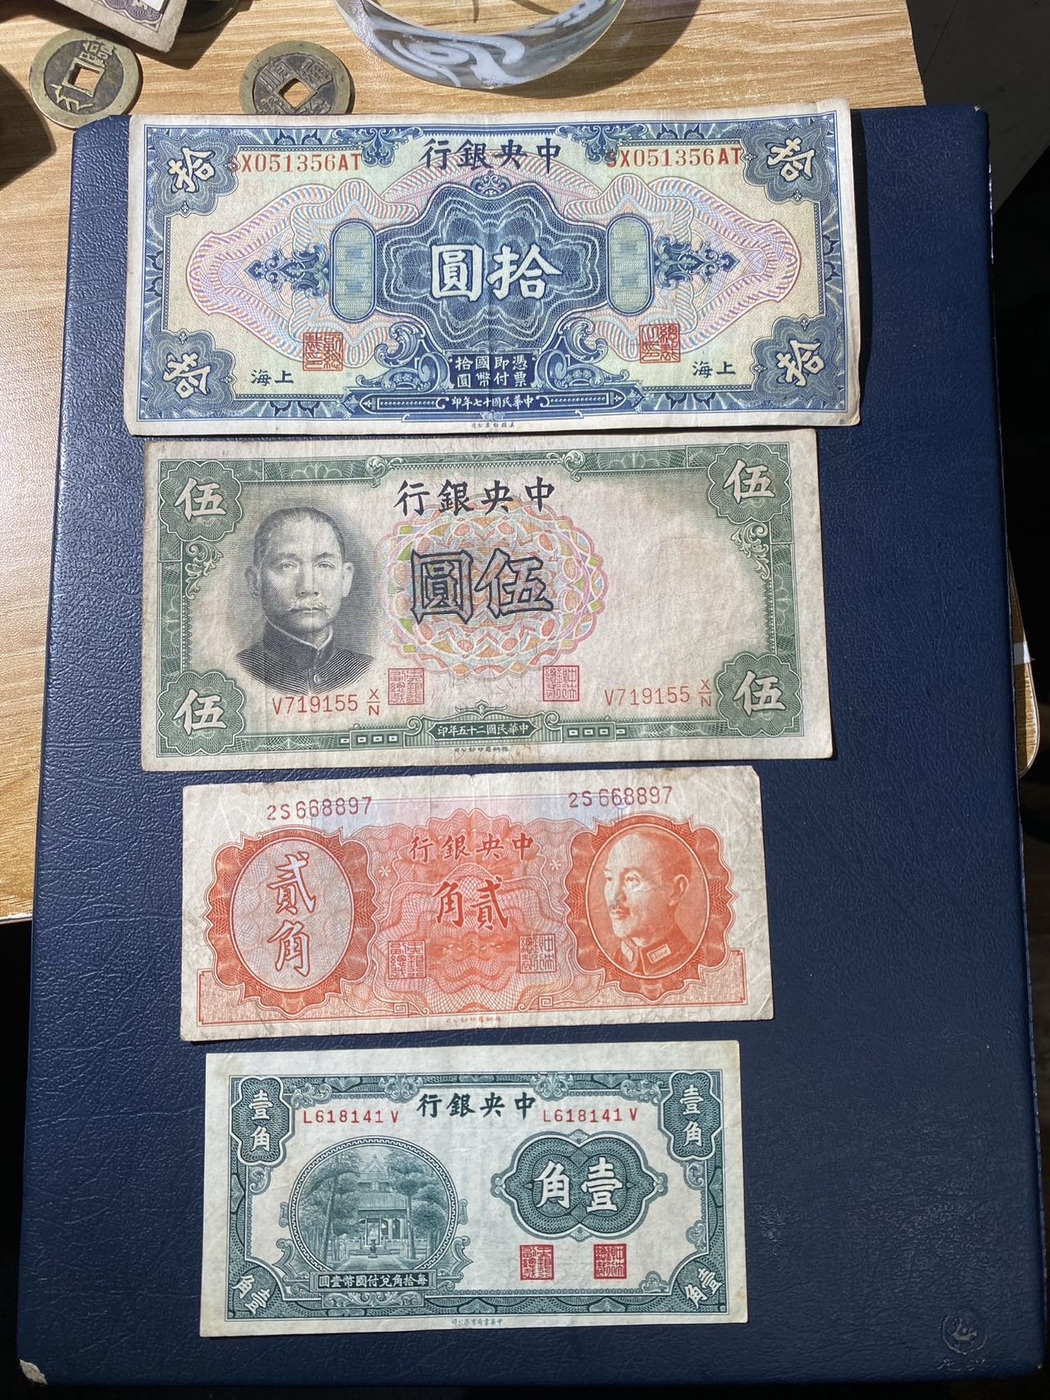 中央銀行
SX051356AT
SX051356AT
拾
拾
拾圓
憑票即付國幣拾圓
上海
上海
拾
拾
中華民國十七年印
中央銀行
伍
伍
伍圓
V719155 X/N
V719155 X/N
伍
伍
中華民國二十五年印
2S668897
2S668897
中央銀行
貳角
貳角
中央銀行
壹角
壹角
L618141V
L618141V
壹角
每拾角兌付國幣壹圓
壹角
壹角